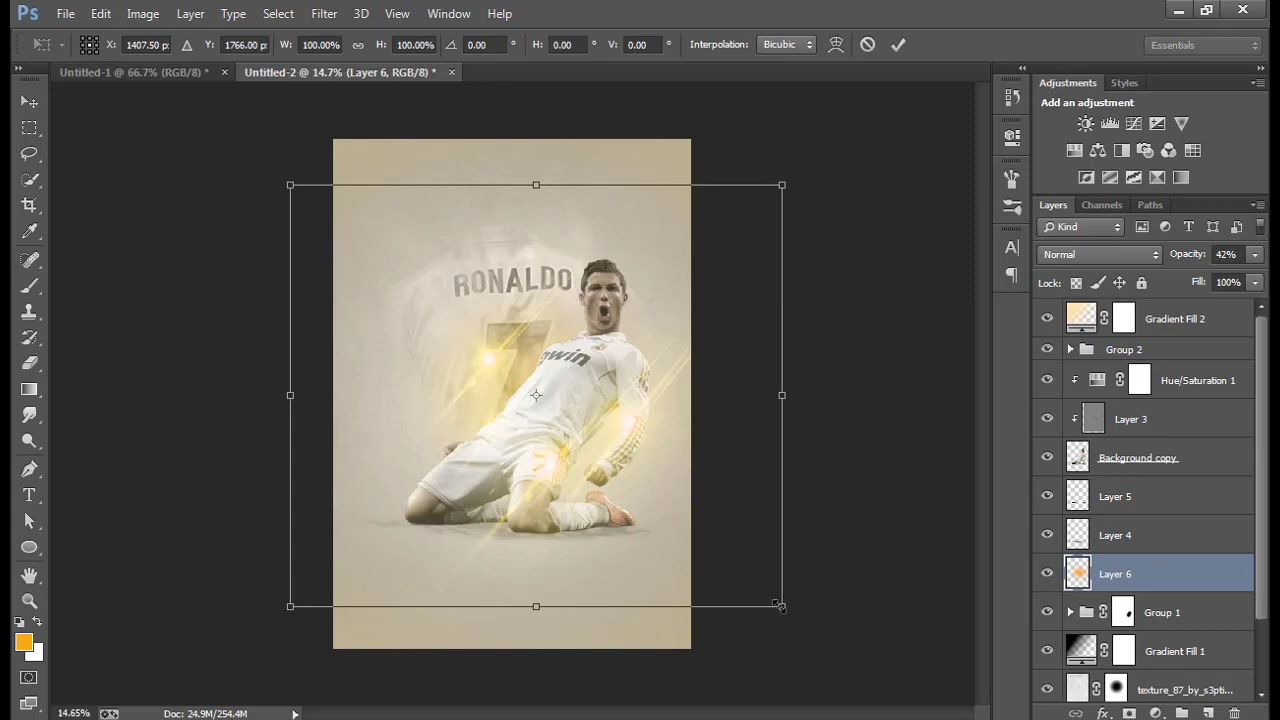 Ps File Edit Image Layer Type Select Filter 3D View Window Help
X: 1407.50 p: Y: 1766.00 p: W: 100.00% H: 100.00% 0.00 ° H: 0.00 ° V: 0.00 ° Interpolation: Bicubic Essentials
Untitled-1 @ 66.7% (RGB/8) * × Untitled-2 @ 14.7% (Layer 6, RGB/8) * ×
Adjustments Styles
Add an adjustment
Layers Channels Paths
Kind
Normal Opacity: 42%
Lock: Fill: 100%
Gradient Fill 2
Group 2
Hue/Saturation 1
Layer 3
Background copy
Layer 5
Layer 4
Layer 6
Group 1
Gradient Fill 1
texture_87_by_s3pti...
RONALDO
7
bwin
14.65% Doc: 24.9M/254.4M